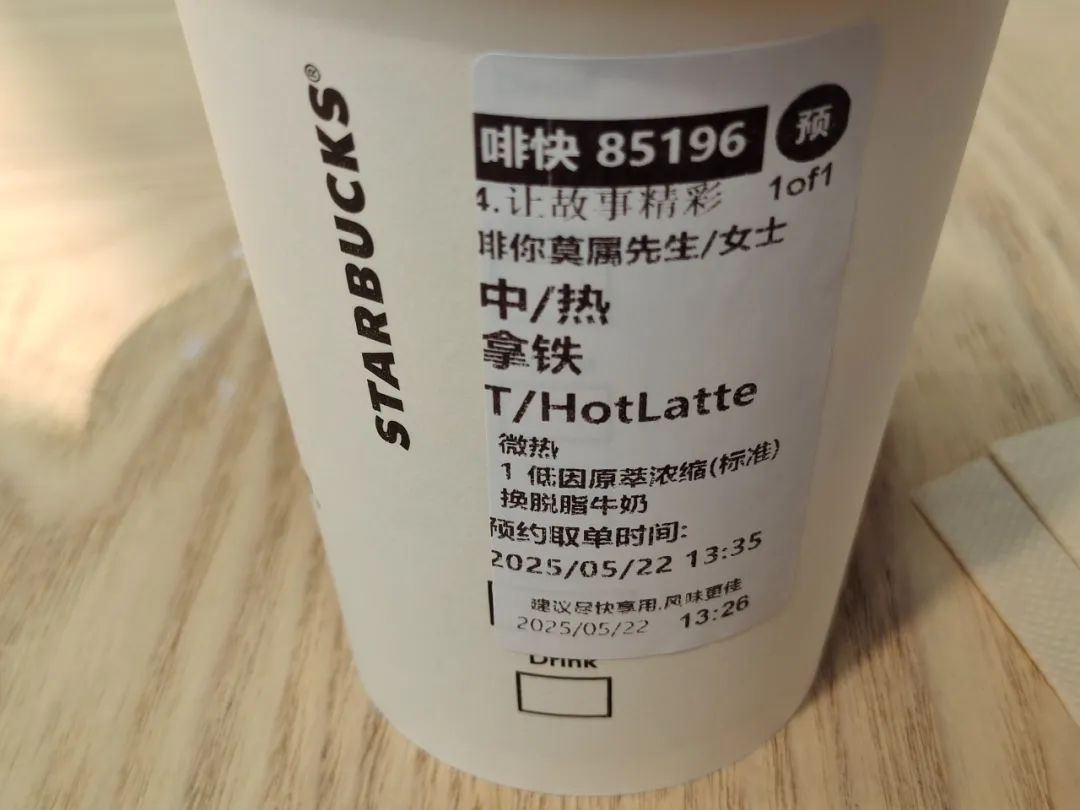 STARBUCKS®
啡快 85196 预
1of1
4.让故事精彩
啡你莫属先生/女士
中/热
拿铁
T/HotLatte
微热
1 低因原萃浓缩(标准)
换脱脂牛奶
预约取单时间:
2025/05/22 13:35
建议尽快享用,风味更佳
2025/05/22 13:26
Drink